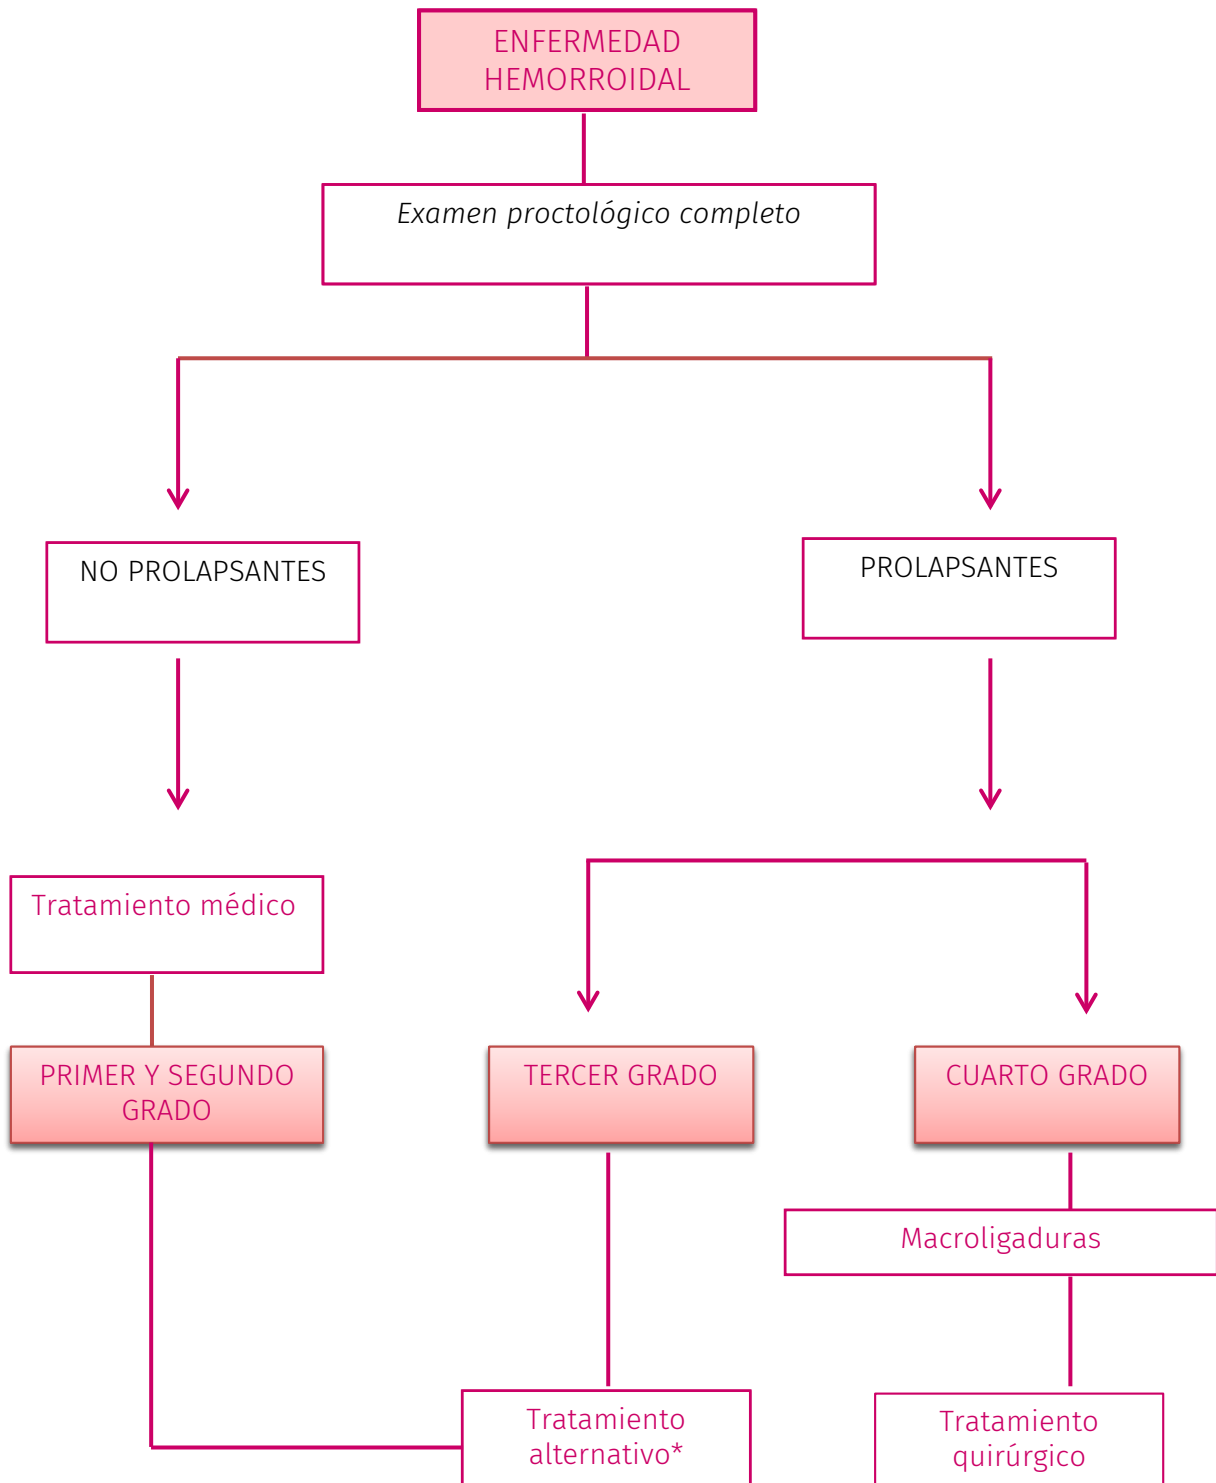 ENFERMEDAD
HEMORROIDAL
Examen proctológico completo
NO PROLAPSANTES
PROLAPSANTES
Tratamiento médico
PRIMER Y SEGUNDO
GRADO
TERCER GRADO
CUARTO GRADO
Macroligaduras
Tratamiento
alternativo*
Tratamiento
quirúrgico